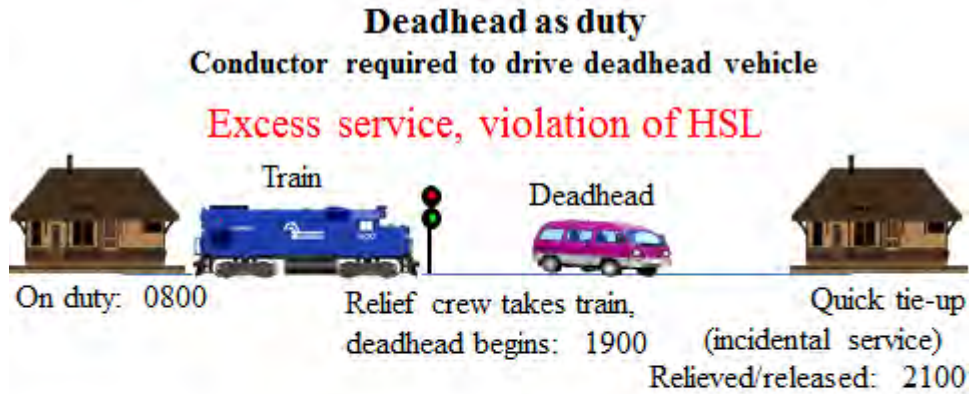 Deadhead as duty
Conductor required to drive deadhead vehicle
Excess service, violation of HSL
Train
Deadhead
On duty: 0800
Relief crew takes train,
deadhead begins: 1900
Quick tie-up
(incidental service)
Relieved/released: 2100